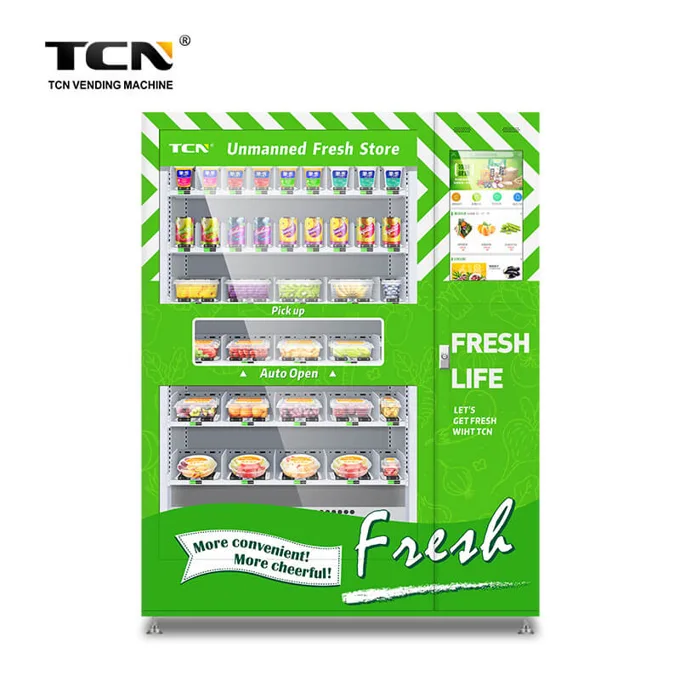 TCN®
TCN VENDING MACHINE
TCN Unmanned Fresh Store
Pick up
▲ Auto Open ▲
FRESH
LIFE
LET'S
GET FRESH
WIHT TCN
More convenient!
More cheerful!
Fresh